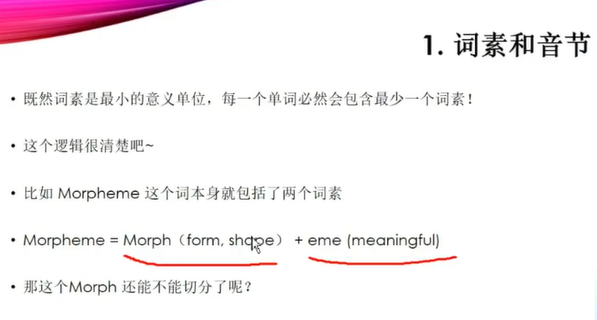 1. 词素和音节
• 既然词素是最小的意义单位，每一个单词必然会包含最少一个词素！
• 这个逻辑很清楚吧~
• 比如 Morpheme 这个词本身就包括了两个词素
• Morpheme = Morph（form, shape） + eme (meaningful)
• 那这个Morph 还能不能切分了呢？